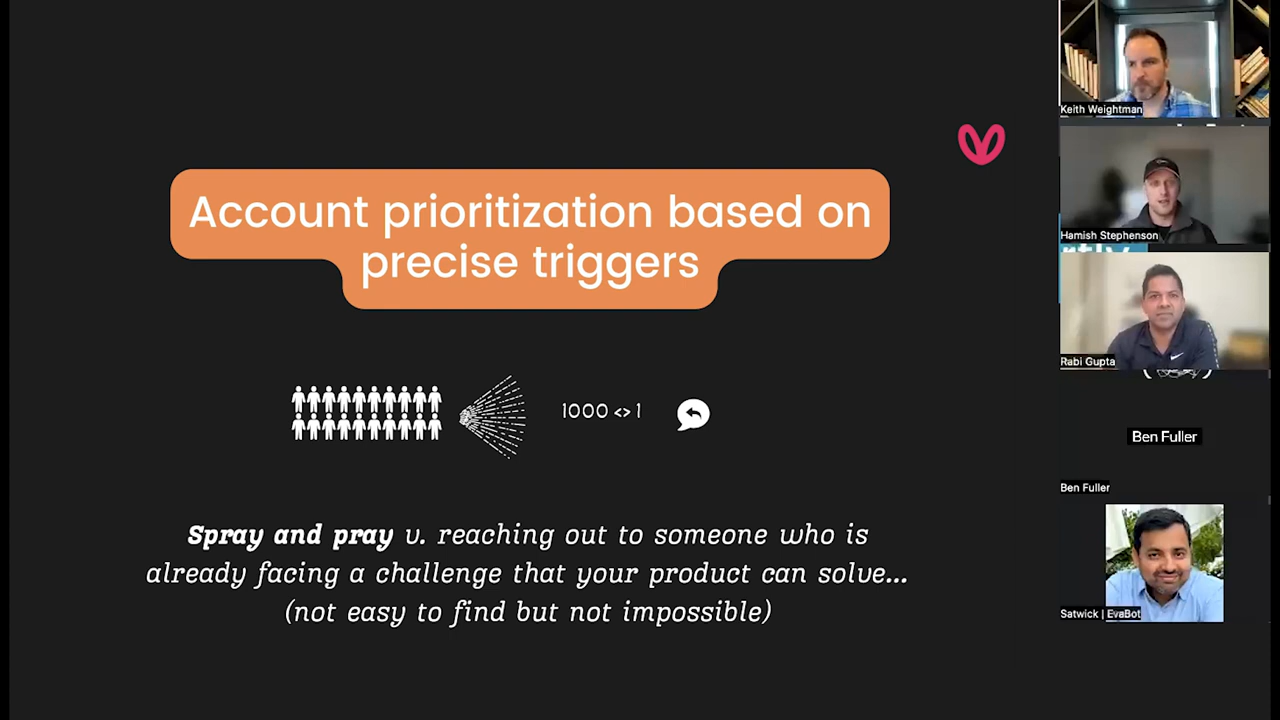 Account prioritization based on
precise triggers
1000 <> 1
Spray and pray v. reaching out to someone who is
already facing a challenge that your product can solve...
(not easy to find but not impossible)
Keith Weightman
Hamish Stephenson
Rabi Gupta
Ben Fuller
Ben Fuller
Satwick | EvaBot